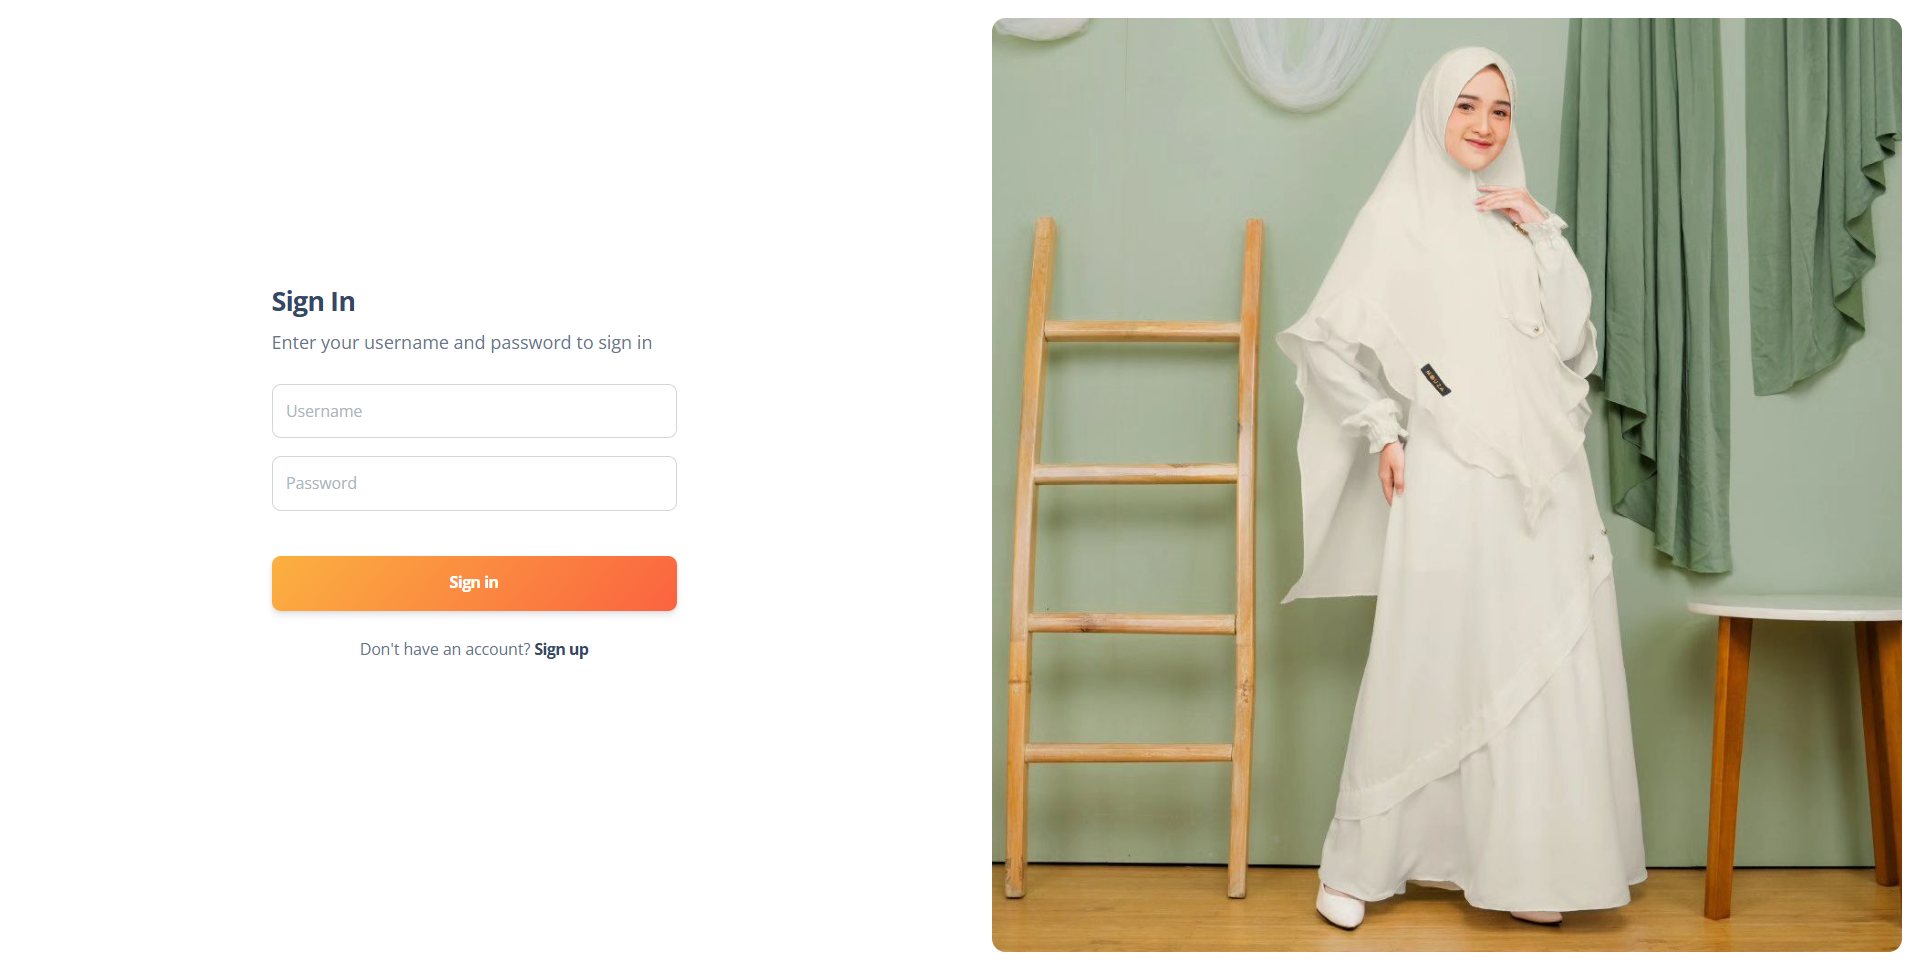 Sign In
Enter your username and password to sign in
Username
Password
Sign in
Don't have an account? Sign up